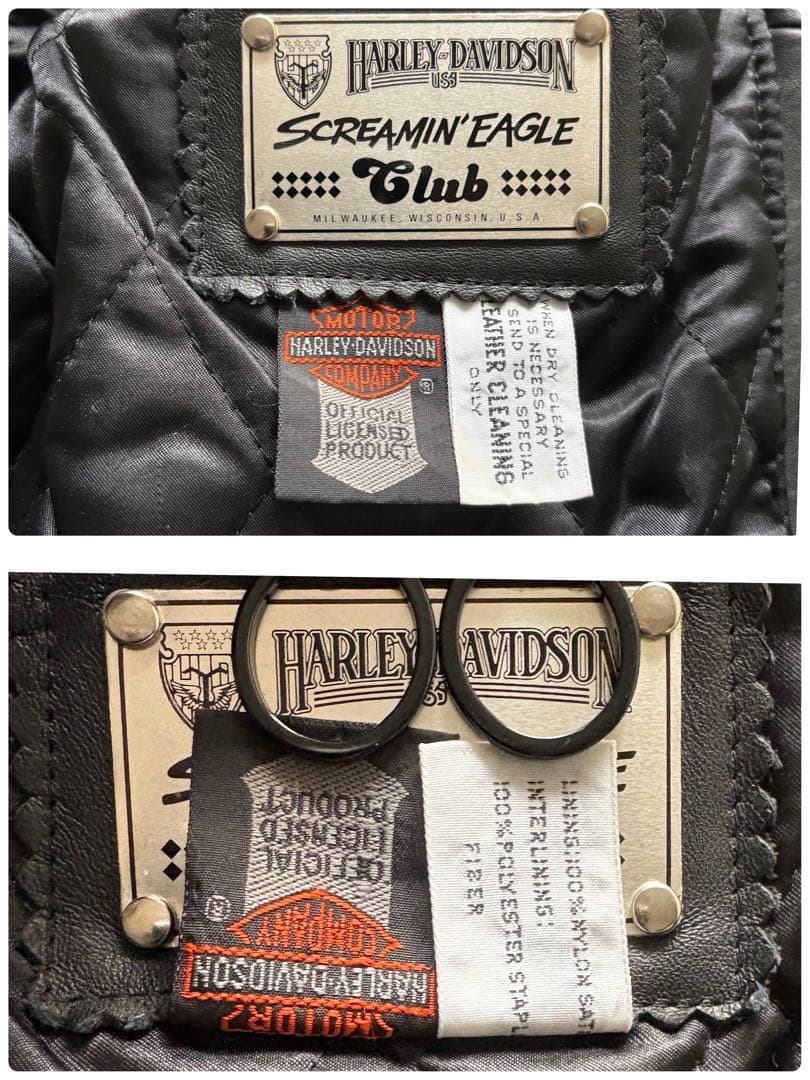 HARLEY-DAVIDSON
USA
SCREAMIN' EAGLE
Club
MILWAUKEE, WISCONSIN, U.S.A
MOTOR
HARLEY-DAVIDSON
COMPANY
®
OFFICIAL
LICENSED
PRODUCT
WHEN DRY CLEANING
IS NECESSARY
SEND TO A SPECIAL
LEATHER CLEANING
ONLY
HARLEY DAVIDSON
OFFICIAL
LICENSED
PRODUCT
®
COMPANY
HARLEY-DAVIDSON
MOTOR
LINING:100% NYLON SAT
INTERLINING:
100% POLYESTER STAPL
FIBER